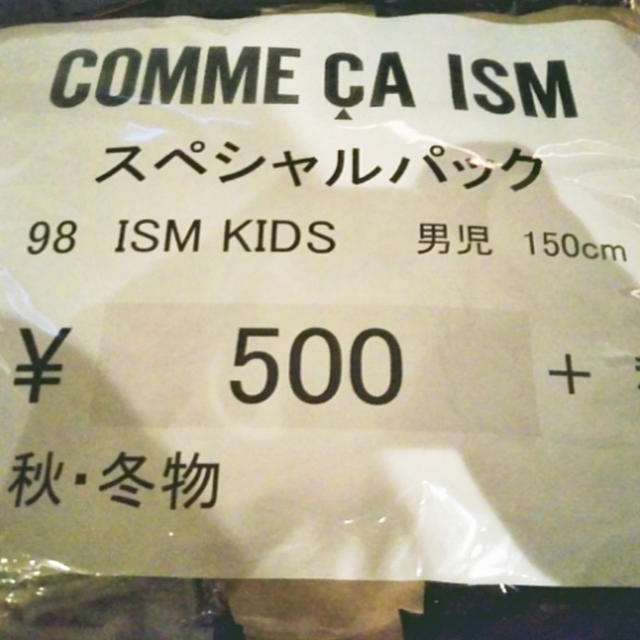 COMME ÇA ISM
スペシャルパック
98 ISM KIDS 男児 150cm
¥ 500 +
秋・冬物